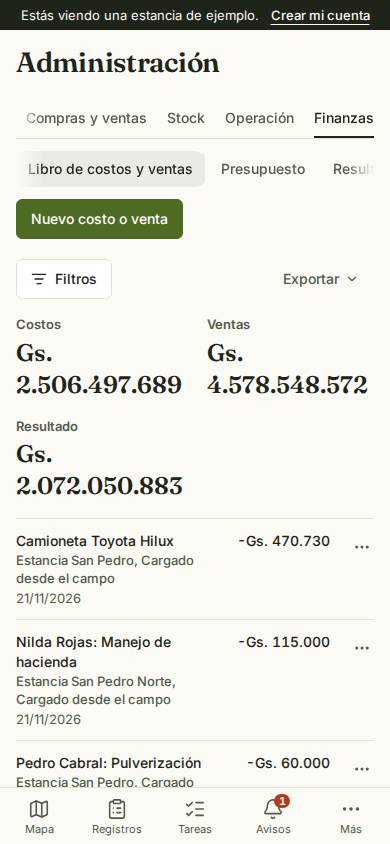 Estás viendo una estancia de ejemplo. Crear mi cuenta
Administración
Compras y ventas Stock Operación Finanzas
Libro de costos y ventas Presupuesto Result
Nuevo costo o venta
Filtros Exportar
Costos Ventas
Gs. Gs.
2.506.497.689 4.578.548.572
Resultado
Gs.
2.072.050.883
Camioneta Toyota Hilux -Gs. 470.730
Estancia San Pedro, Cargado
desde el campo
21/11/2026
Nilda Rojas: Manejo de -Gs. 115.000
hacienda
Estancia San Pedro Norte,
Cargado desde el campo
21/11/2026
Pedro Cabral: Pulverización -Gs. 60.000
Estancia San Pedro, Cargado
1
Mapa Registros Tareas Avisos Más